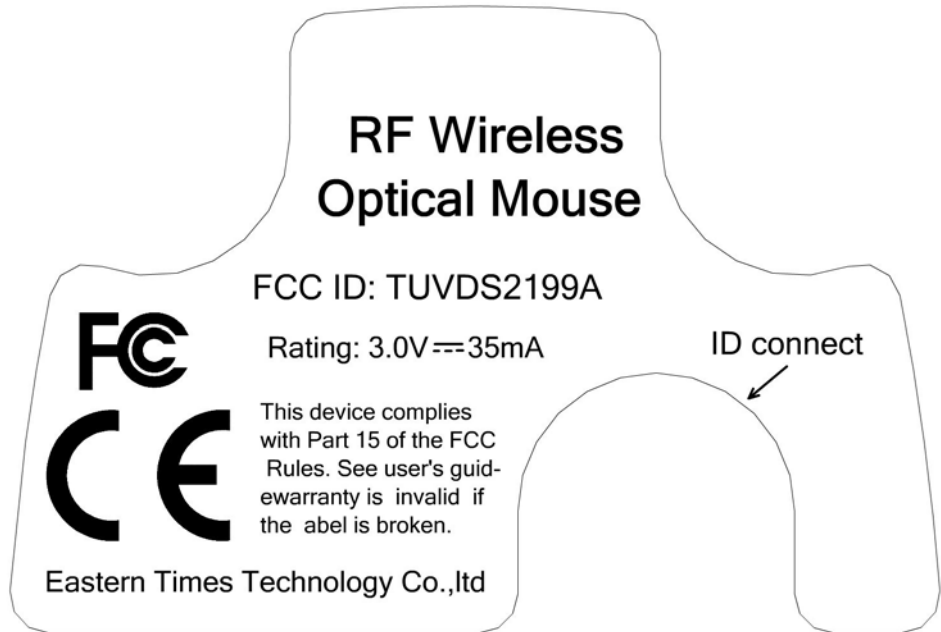 RF Wireless
Optical Mouse
FCC ID: TUVDS2199A
FC
Rating: 3.0V⎓35mA
ID connect
CE
This device complies
with Part 15 of the FCC
Rules. See user's guid-
ewarranty is invalid if
the abel is broken.
Eastern Times Technology Co.,ltd